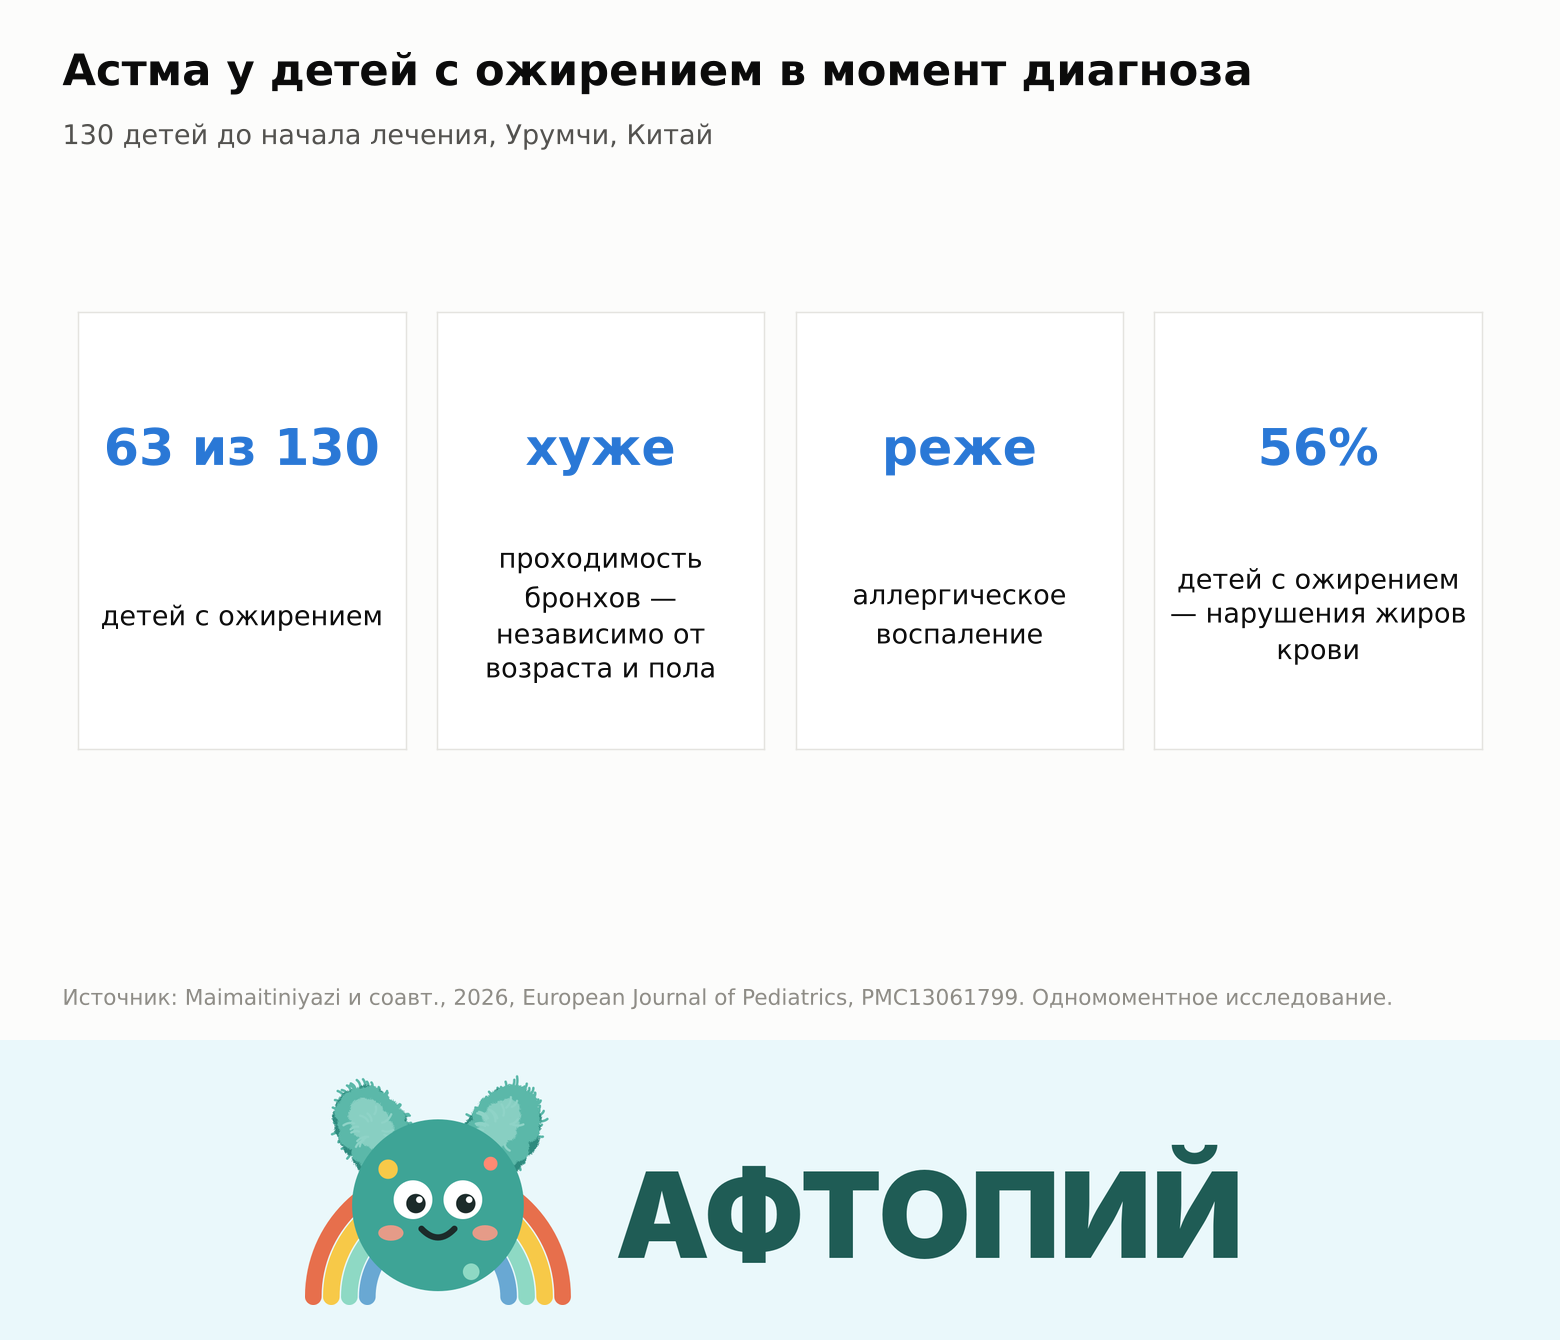 Астма у детей с ожирением в момент диагноза
130 детей до начала лечения, Урумчи, Китай
63 из 130
детей с ожирением
хуже
проходимость
бронхов —
независимо от
возраста и пола
реже
аллергическое
воспаление
56%
детей с ожирением
— нарушения жиров
крови
Источник: Maimaitiniyazi и соавт., 2026, European Journal of Pediatrics, PMC13061799. Одномоментное исследование.
АФТОПИЙ